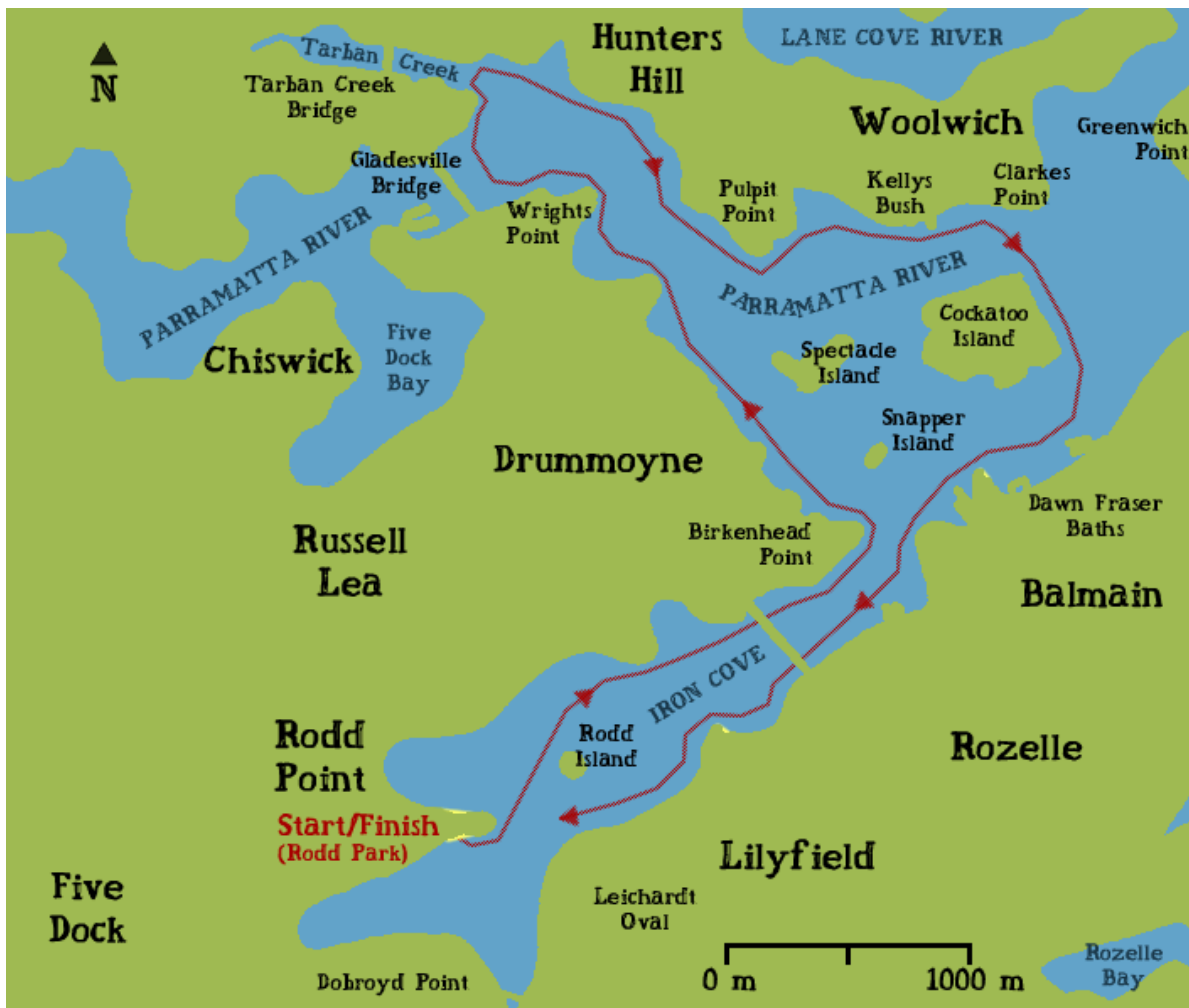 Hunters
Hill
LANE COVE RIVER
Tarban Creek
N
Tarban Creek
Bridge
Woolwich
Greenwich
Point
Gladesville
Bridge
Kellys
Bush
Clarkes
Point
Pulpit
Point
Wrights
Point
PARRAMATTA RIVER
PARRAMATTA RIVER
Cockatoo
Island
Five
Dock
Bay
Chiswick
Spectacle
Island
Snapper
Island
Drummoyne
Dawn Fraser
Baths
Birkenhead
Point
Russell
Lea
Balmain
IRON COVE
Rodd
Point
Rodd
Island
Rozelle
Start/Finish
(Rodd Park)
Lilyfield
Five
Dock
Leichardt
Oval
Dobroyd Point
0 m
1000 m
Rozelle
Bay